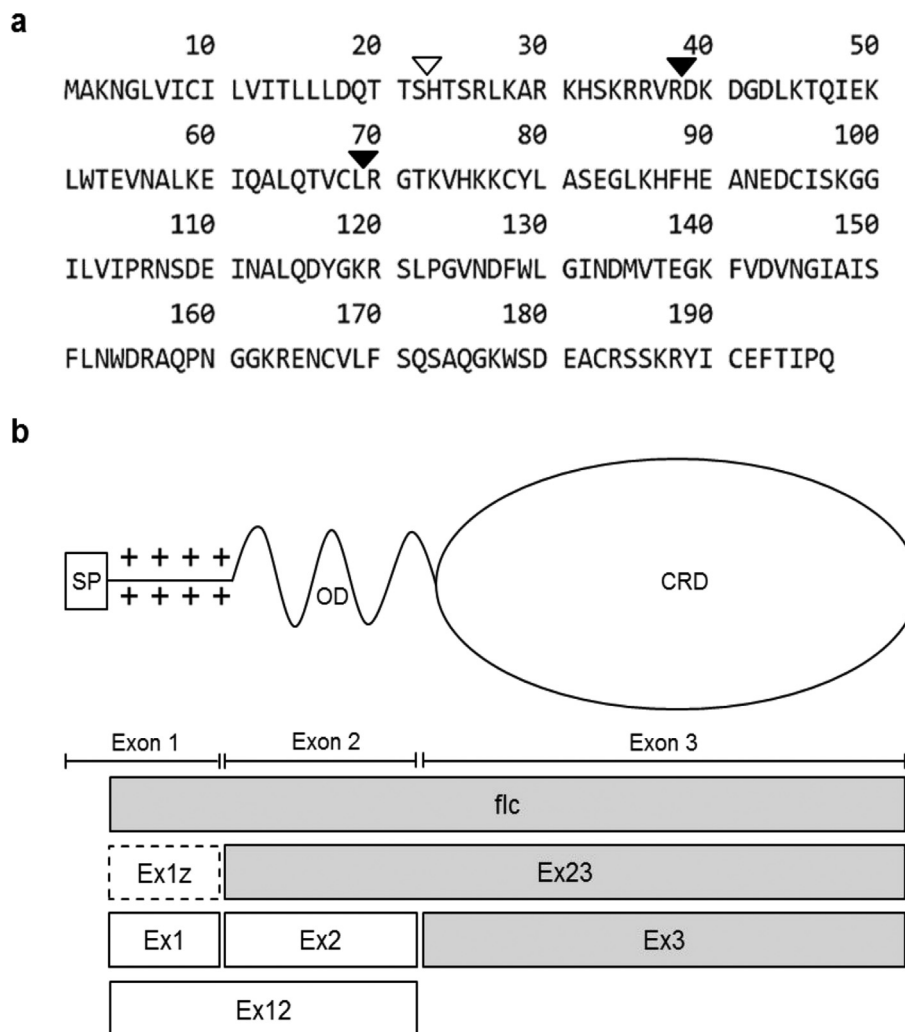 a
10 20 30 40 50
MAKNGLVICI LVITLLLDQT TSHTSRLKAR KHSKRRVRDK DGDLKTQIEK
60 70 80 90 100
LWTEVNALKE IQALQTVCLR GTKVHKKCYL ASEGLKHFHE ANEDCISKGG
110 120 130 140 150
ILVIPRNSDE INALQDYGKR SLPGVNDFWL GINDMVTEGK FVDVNGIAIS
160 170 180 190
FLNWDRAQPN GGKRENCVLF SQSAQGKWSD EACRSSKRYI CEFTIPQ
b
SP + + + + OD CRD
+ + + +
Exon 1 Exon 2 Exon 3
flc
Ex1z Ex23
Ex1 Ex2 Ex3
Ex12